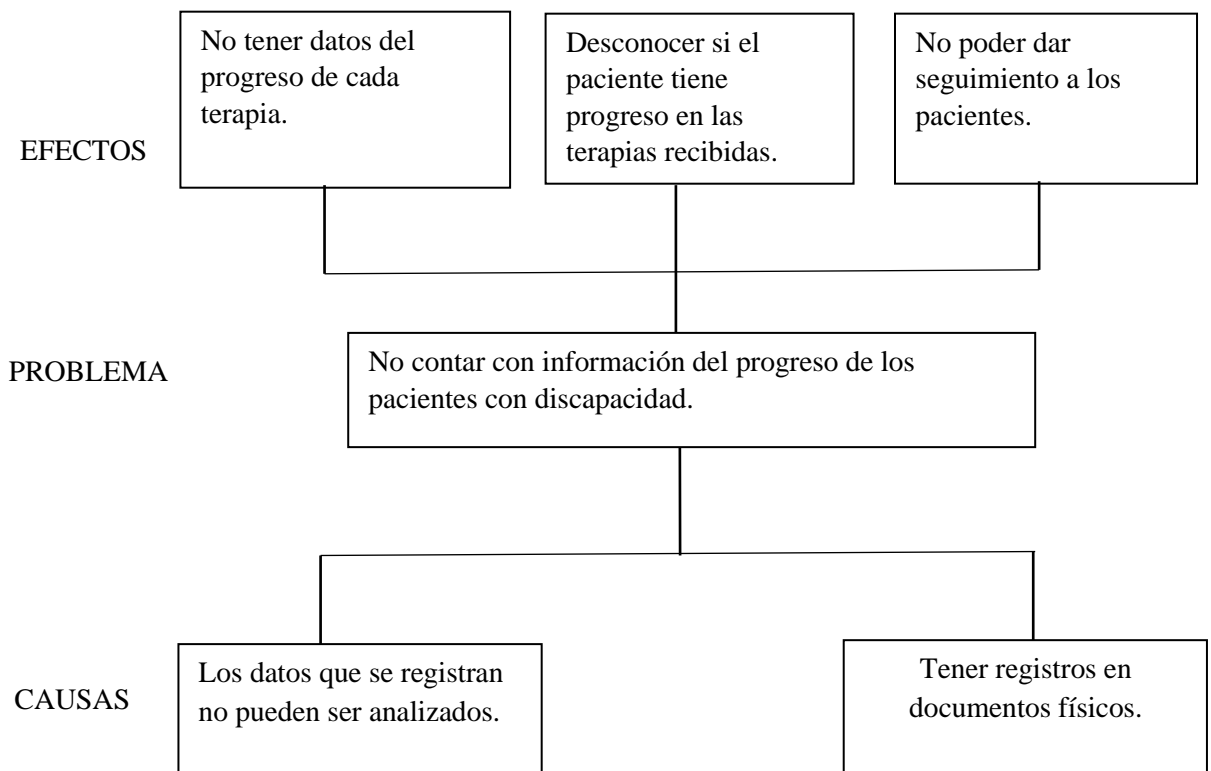 No tener datos del
progreso de cada
terapia.
Desconocer si el
paciente tiene
progreso en las
terapias recibidas.
No poder dar
seguimiento a los
pacientes.
EFECTOS
PROBLEMA
No contar con información del progreso de los
pacientes con discapacidad.
CAUSAS
Los datos que se registran
no pueden ser analizados.
Tener registros en
documentos físicos.